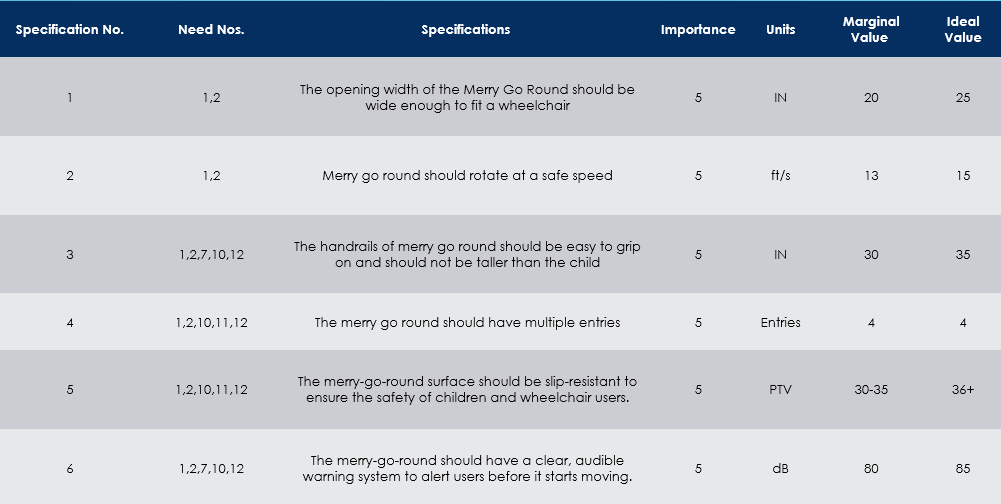 Specification No. Need Nos. Specifications Importance Units Marginal Value Ideal Value
1 1,2 The opening width of the Merry Go Round should be wide enough to fit a wheelchair 5 IN 20 25
2 1,2 Merry go round should rotate at a safe speed 5 ft/s 13 15
3 1,2,7,10,12 The handrails of merry go round should be easy to grip on and should not be taller than the child 5 IN 30 35
4 1,2,10,11,12 The merry go round should have multiple entries 5 Entries 4 4
5 1,2,10,11,12 The merry-go-round surface should be slip-resistant to ensure the safety of children and wheelchair users. 5 PTV 30-35 36+
6 1,2,7,10,12 The merry-go-round should have a clear, audible warning system to alert users before it starts moving. 5 dB 80 85